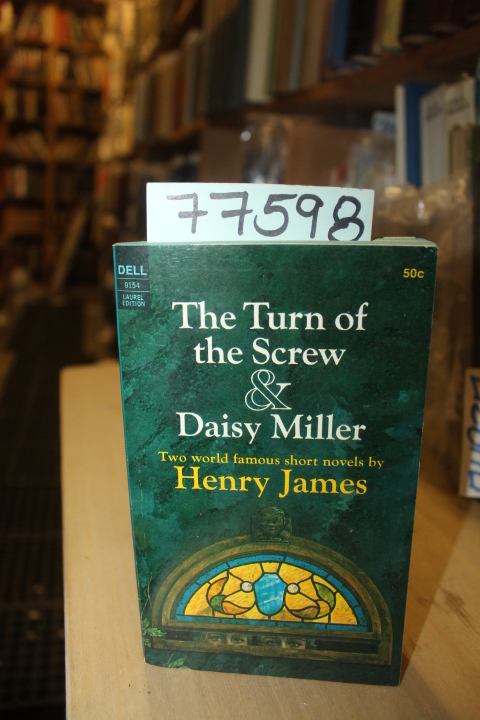 77598
DELL
9154
LAUREL
EDITION
50c
The Turn of
the Screw
&
Daisy Miller
Two world famous short novels by
Henry James